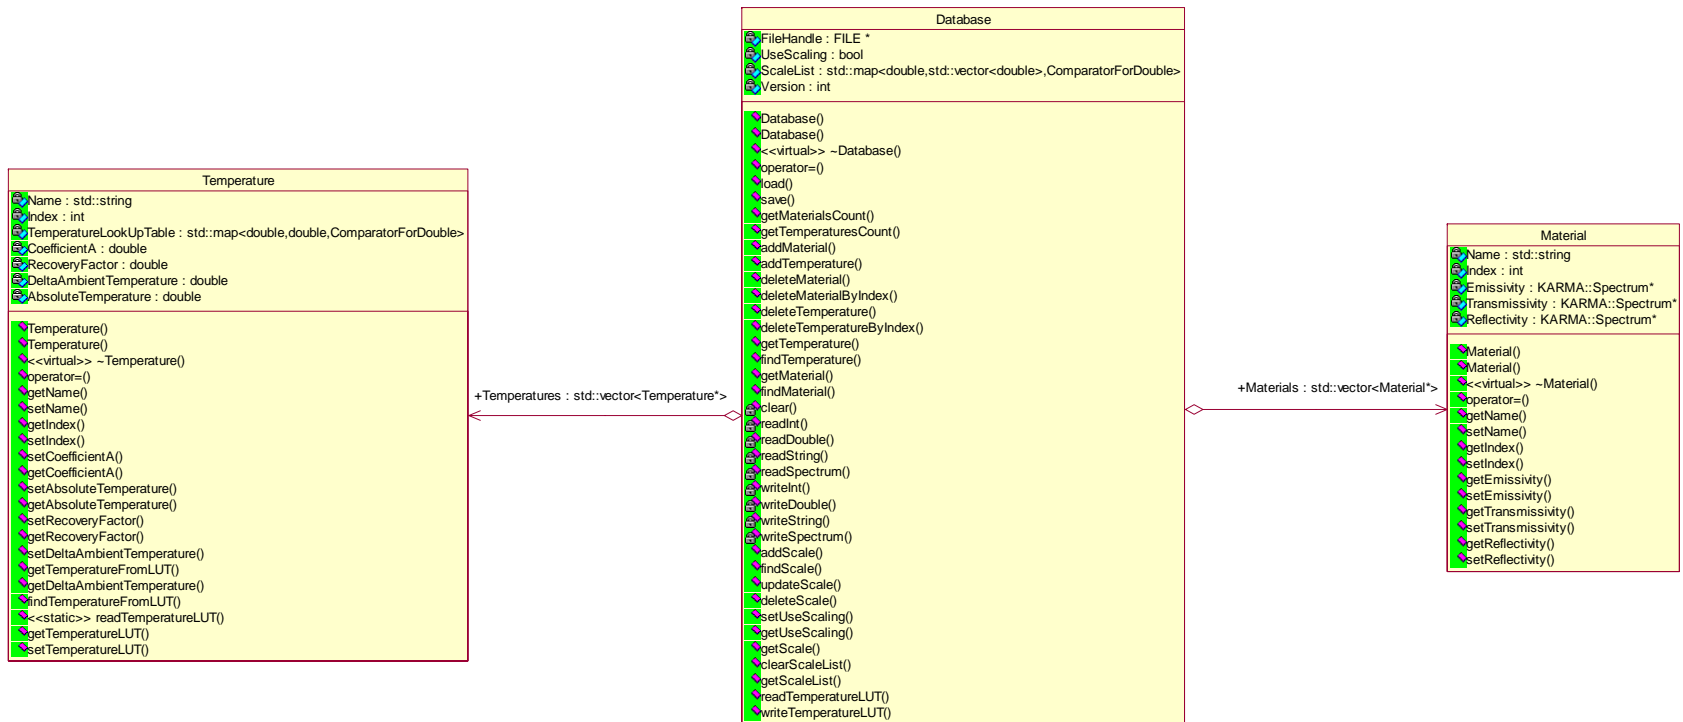 Database
FileHandle : FILE *
UseScaling : bool
ScaleList : std::map<double,std::vector<double>,ComparatorForDouble>
Version : int
Database()
Database()
<<virtual>> ~Database()
operator=()
load()
save()
getMaterialsCount()
getTemperaturesCount()
addMaterial()
addTemperature()
deleteMaterial()
deleteMaterialByIndex()
deleteTemperature()
deleteTemperatureByIndex()
getTemperature()
findTemperature()
getMaterial()
findMaterial()
clear()
readInt()
readDouble()
readString()
readSpectrum()
writeInt()
writeDouble()
writeString()
writeSpectrum()
addScale()
findScale()
updateScale()
deleteScale()
setUseScaling()
getUseScaling()
getScale()
clearScaleList()
getScaleList()
readTemperatureLUT()
writeTemperatureLUT()
Temperature
Name : std::string
Index : int
TemperatureLookUpTable : std::map<double,double,ComparatorForDouble>
CoefficientA : double
RecoveryFactor : double
DeltaAmbientTemperature : double
AbsoluteTemperature : double
Temperature()
Temperature()
<<virtual>> ~Temperature()
operator=()
getName()
setName()
getIndex()
setIndex()
setCoefficientA()
getCoefficientA()
setAbsoluteTemperature()
getAbsoluteTemperature()
setRecoveryFactor()
getRecoveryFactor()
setDeltaAmbientTemperature()
getTemperatureFromLUT()
getDeltaAmbientTemperature()
findTemperatureFromLUT()
<<static>> readTemperatureLUT()
getTemperatureLUT()
setTemperatureLUT()
+Temperatures : std::vector<Temperature*>
+Materials : std::vector<Material*>
Material
Name : std::string
Index : int
Emissivity : KARMA::Spectrum*
Transmissivity : KARMA::Spectrum*
Reflectivity : KARMA::Spectrum*
Material()
Material()
<<virtual>> ~Material()
operator=()
getName()
setName()
getIndex()
setIndex()
getEmissivity()
setEmissivity()
getTransmissivity()
setTransmissivity()
getReflectivity()
setReflectivity()